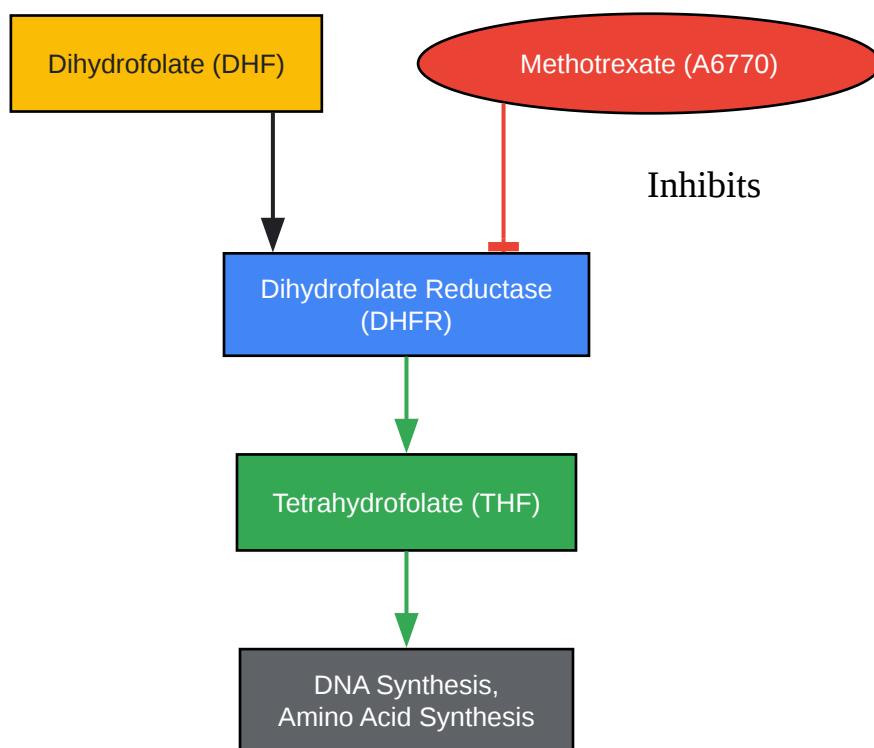 Dihydrofolate (DHF)
Methotrexate (A6770)
Inhibits
Dihydrofolate Reductase
(DHFR)
Tetrahydrofolate (THF)
DNA Synthesis,
Amino Acid Synthesis